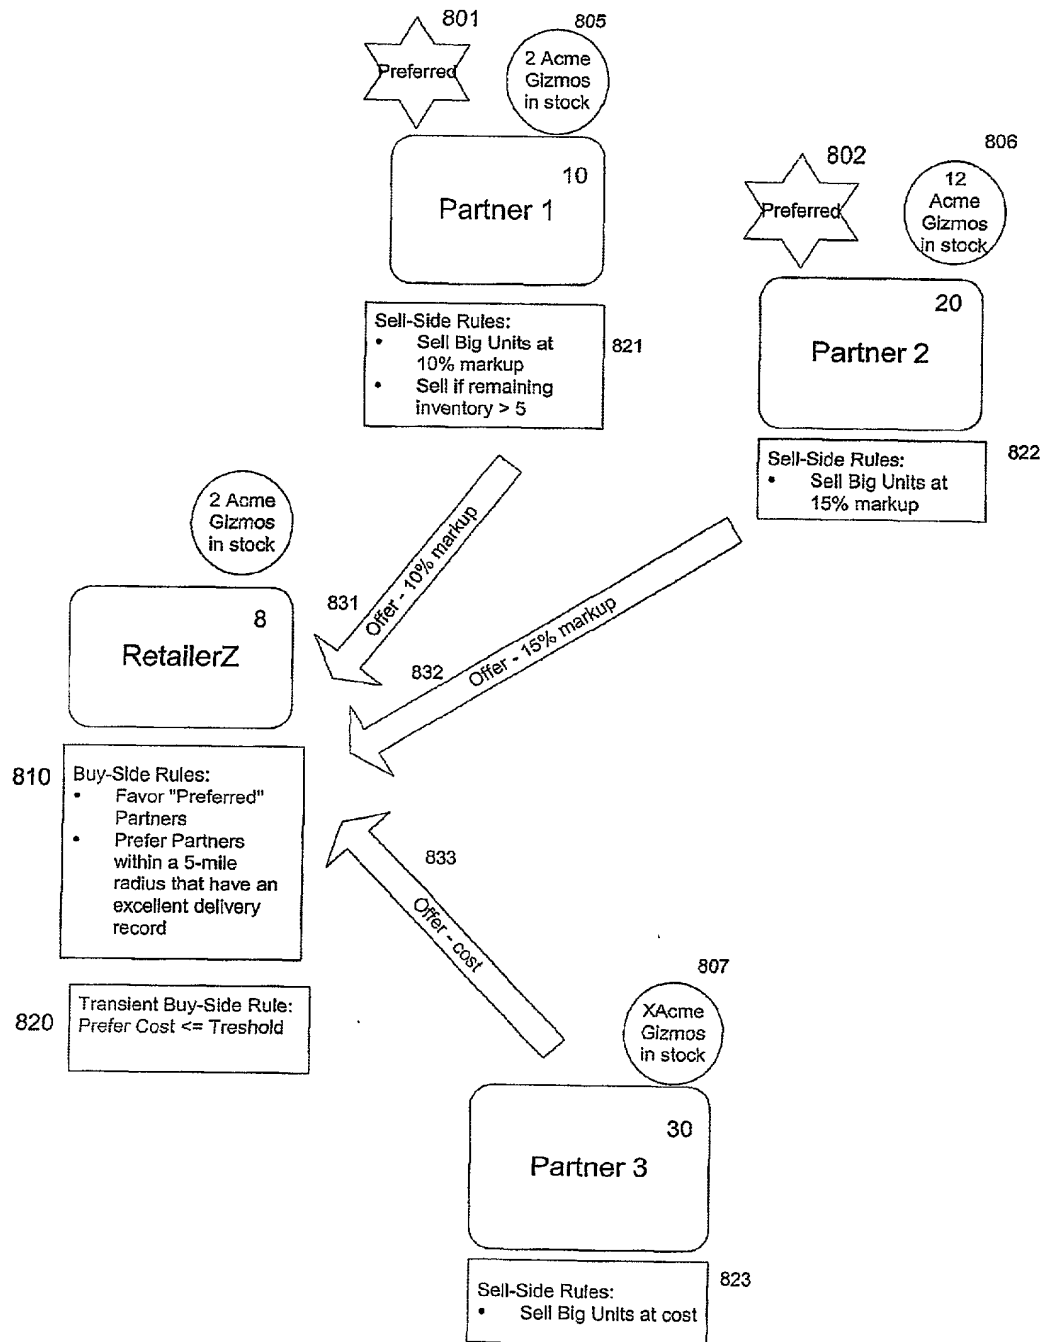 801
Preferred
805
2 Acme
Gizmos
in stock
10
Partner 1
Sell-Side Rules:
• Sell Big Units at
10% markup
• Sell if remaining
inventory > 5
821
802
Preferred
806
12
Acme
Gizmos
in stock
20
Partner 2
Sell-Side Rules:
• Sell Big Units at
15% markup
822
2 Acme
Gizmos
in stock
8
RetailerZ
831
Offer - 10% markup
832
Offer - 15% markup
810
Buy-Side Rules:
• Favor "Preferred"
Partners
• Prefer Partners
within a 5-mile
radius that have an
excellent delivery
record
833
Offer - cost
820
Transient Buy-Side Rule:
Prefer Cost <= Treshold
807
XAcme
Gizmos
in stock
30
Partner 3
Sell-Side Rules:
• Sell Big Units at cost
823